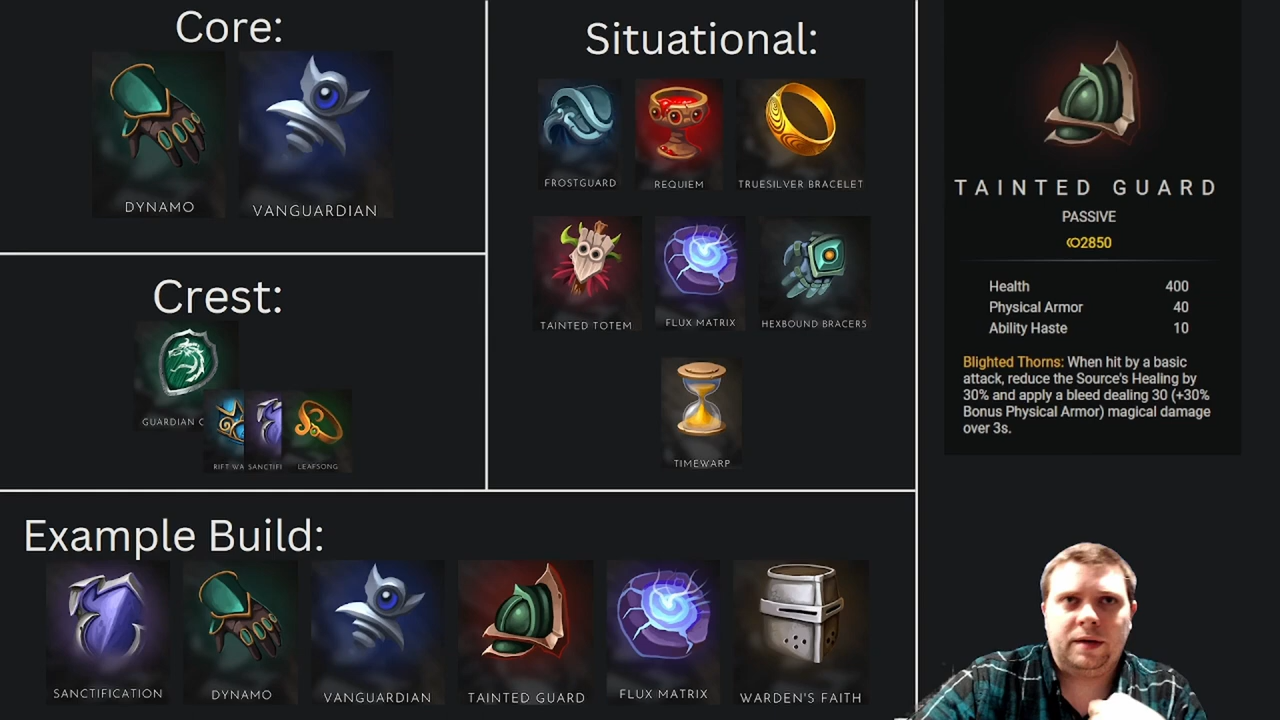 Core:
DYNAMO
VANGUARDIAN
Crest:
GUARDIAN C
RIFT WA
SANCTIFI
LEAFSONG
Situational:
FROSTGUARD
REQUIEM
TRUESILVER BRACELET
TAINTED TOTEM
FLUX MATRIX
HEXBOUND BRACERS
TIMEWARP
Example Build:
SANCTIFICATION
DYNAMO
VANGUARDIAN
TAINTED GUARD
FLUX MATRIX
WARDEN'S FAITH
TAINTED GUARD
PASSIVE
2850
Health 400
Physical Armor 40
Ability Haste 10
Blighted Thorns: When hit by a basic
attack, reduce the Source's Healing by
30% and apply a bleed dealing 30 (+30%
Bonus Physical Armor) magical damage
over 3s.